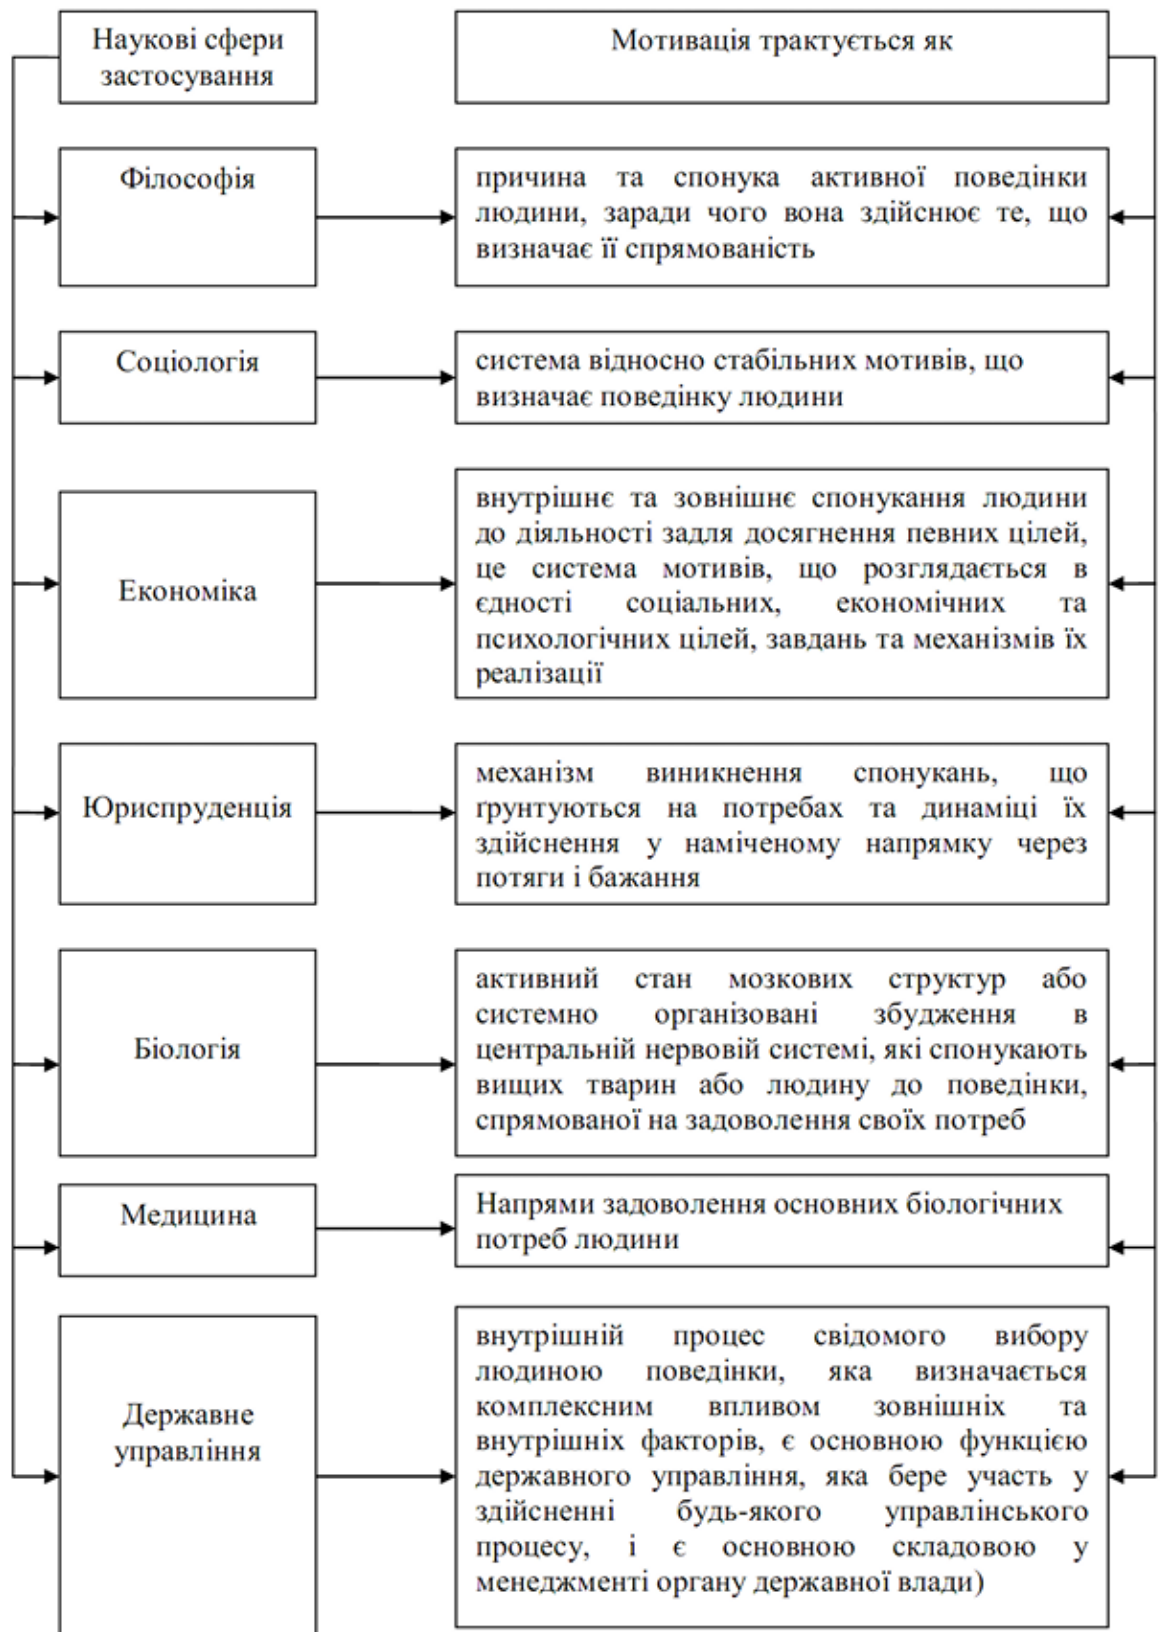 Наукові сфери
застосування
Мотивація трактується як
Філософія
причина та спонука активної поведінки
людини, заради чого вона здійснює те, що
визначає її спрямованість
Соціологія
система відносно стабільних мотивів, що
визначає поведінку людини
Економіка
внутрішнє та зовнішнє спонукання людини
до діяльності задля досягнення певних цілей,
це система мотивів, що розглядається в
єдності соціальних, економічних та
психологічних цілей, завдань та механізмів їх
реалізації
Юриспруденція
механізм виникнення спонукань, що
ґрунтуються на потребах та динаміці їх
здійснення у наміченому напрямку через
потяги і бажання
Біологія
активний стан мозкових структур або
системно організовані збудження в
центральній нервовій системі, які спонукають
вищих тварин або людину до поведінки,
спрямованої на задоволення своїх потреб
Медицина
Напрями задоволення основних біологічних
потреб людини
Державне
управління
внутрішній процес свідомого вибору
людиною поведінки, яка визначається
комплексним впливом зовнішніх та
внутрішніх факторів, є основною функцією
державного управління, яка бере участь у
здійсненні будь-якого управлінського
процесу, і є основною складовою у
менеджменті органу державної влади)